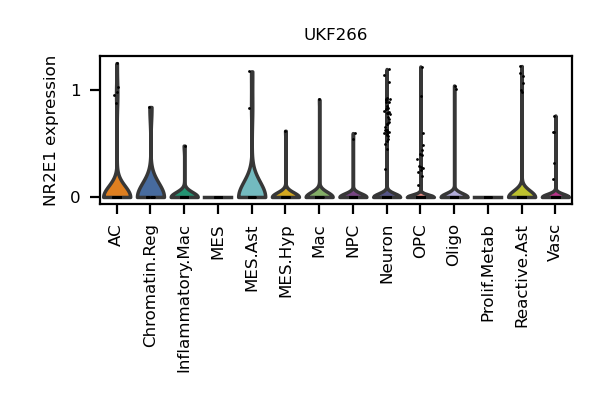 UKF266
NR2E1 expression
1
0
AC
Chromatin.Reg
Inflammatory.Mac
MES
MES.Ast
MES.Hyp
Mac
NPC
Neuron
OPC
Oligo
Prolif.Metab
Reactive.Ast
Vasc